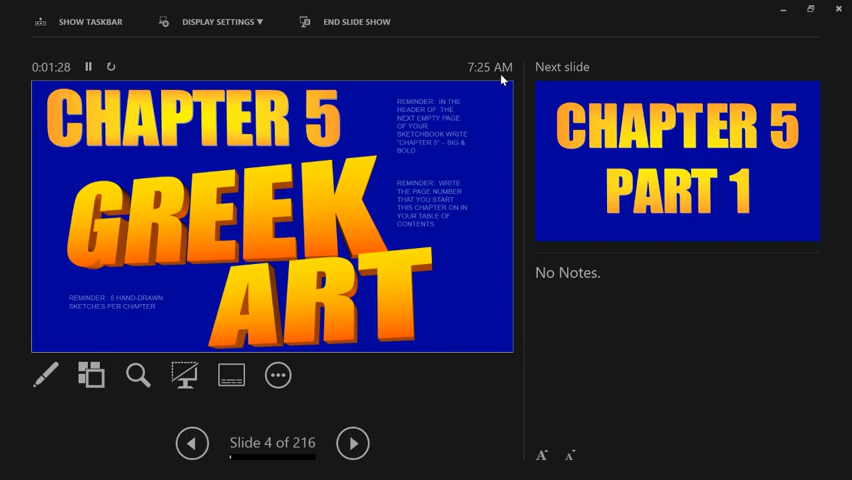 SHOW TASKBAR
DISPLAY SETTINGS ▼
END SLIDE SHOW
0:01:28
7:25 AM
Next slide
CHAPTER 5
REMINDER: IN THE
HEADER OF THE
NEXT EMPTY PAGE
OF YOUR
SKETCHBOOK WRITE
"CHAPTER 5" – BIG &
BOLD
GREEK
ART
REMINDER: WRITE
THE PAGE NUMBER
THAT YOU START
THIS CHAPTER ON IN
YOUR TABLE OF
CONTENTS
REMINDER: 5 HAND-DRAWN
SKETCHES PER CHAPTER
CHAPTER 5
PART 1
No Notes.
Slide 4 of 216
A A